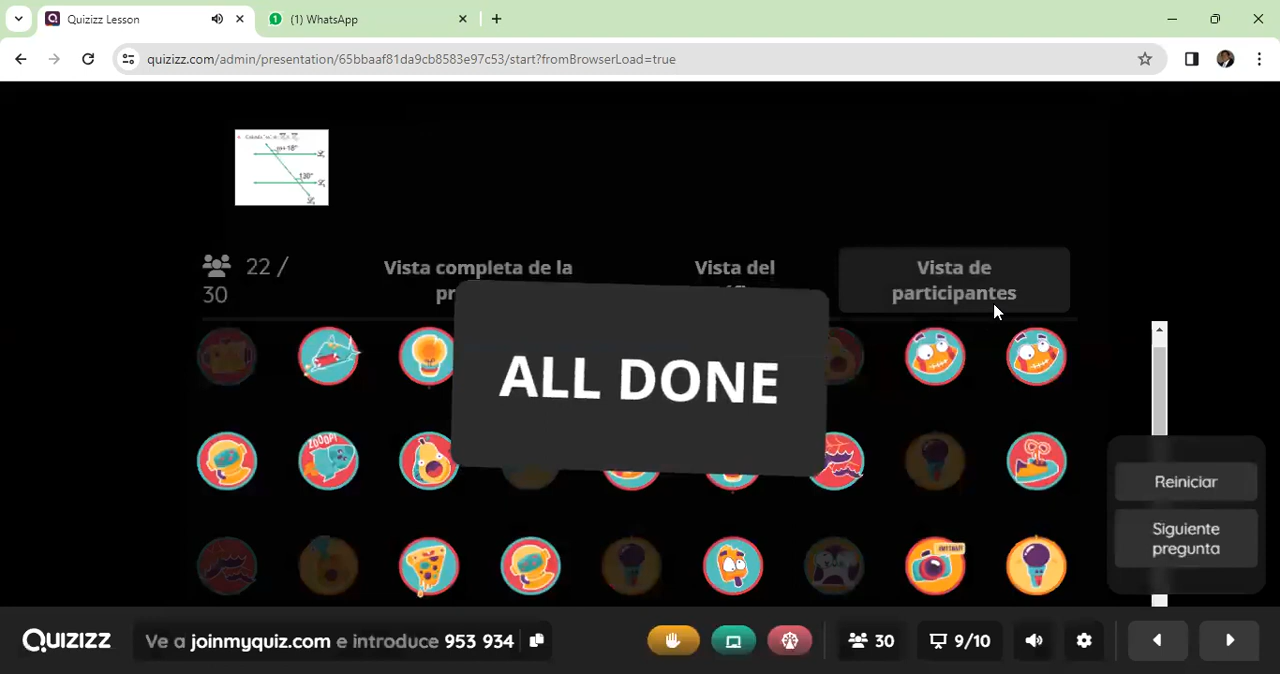 Quizizz Lesson
(1) WhatsApp
quizizz.com/admin/presentation/65bbaaf81da9cb8583e97c53/start?fromBrowserLoad=true
m+18°
130°
22 /
30
Vista completa de la
Vista del
Vista de
participantes
ALL DONE
ZOOOP!
Reiniciar
Siguiente
pregunta
Quizizz
Ve a joinmyquiz.com e introduce 953 934
30
9/10